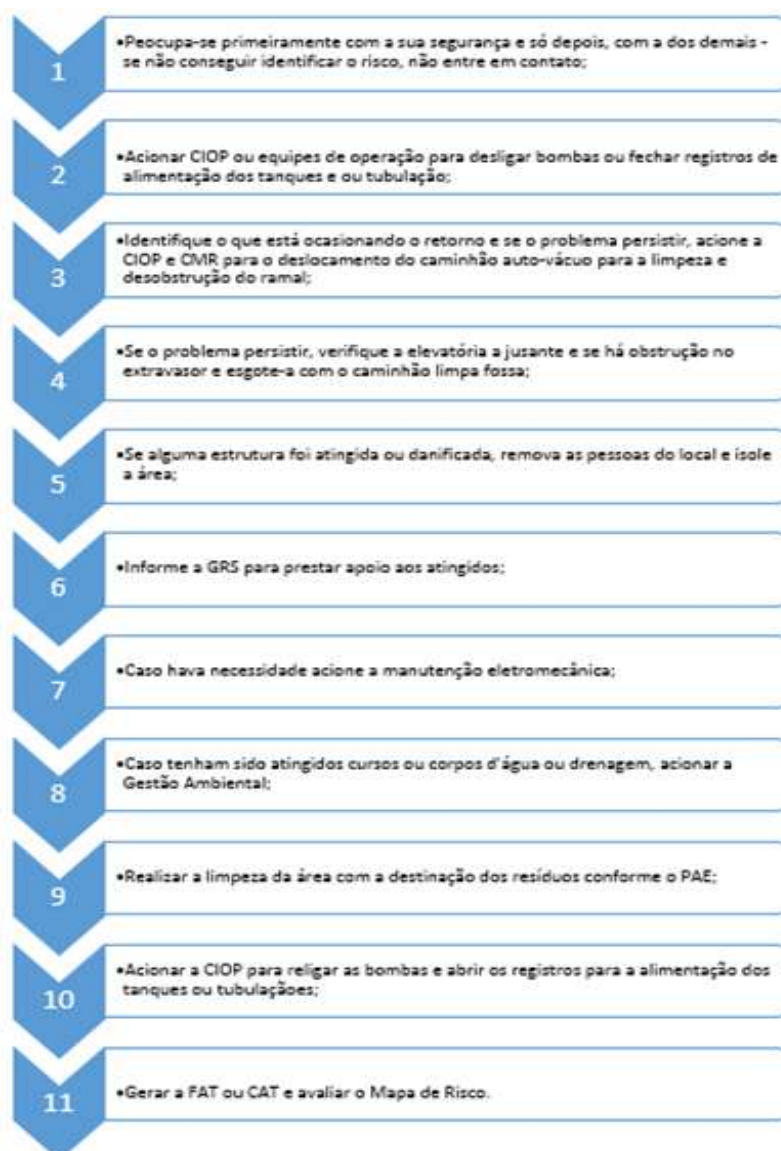 1
•Peocupa-se primeiramente com a sua segurança e só depois, com a dos demais -
se não conseguir identificar o risco, não entre em contato;
2
•Acionar CIOP ou equipes de operação para desligar bombas ou fechar registros de
alimentação dos tanques e ou tubulação;
3
•Identifique o que está ocasionando o retorno e se o problema persistir, acione a
CIOP e CMR para o deslocamento do caminhão auto-vácuo para a limpeza e
desobstrução do ramal;
4
•Se o problema persistir, verifique a elevatória a jusante e se há obstrução no
extravasor e esgote-a com o caminhão limpa fossa;
5
•Se alguma estrutura foi atingida ou danificada, remova as pessoas do local e isole
a área;
6
•Informe a GRS para prestar apoio aos atingidos;
7
•Caso hava necessidade acione a manutenção eletromecânica;
8
•Caso tenham sido atingidos cursos ou corpos d'água ou drenagem, acionar a
Gestão Ambiental;
9
•Realizar a limpeza da área com a destinação dos resíduos conforme o PAE;
10
•Acionar a CIOP para religar as bombas e abrir os registros para a alimentação dos
tanques ou tubulaçãoes;
11
•Gerar a FAT ou CAT e avaliar o Mapa de Risco.